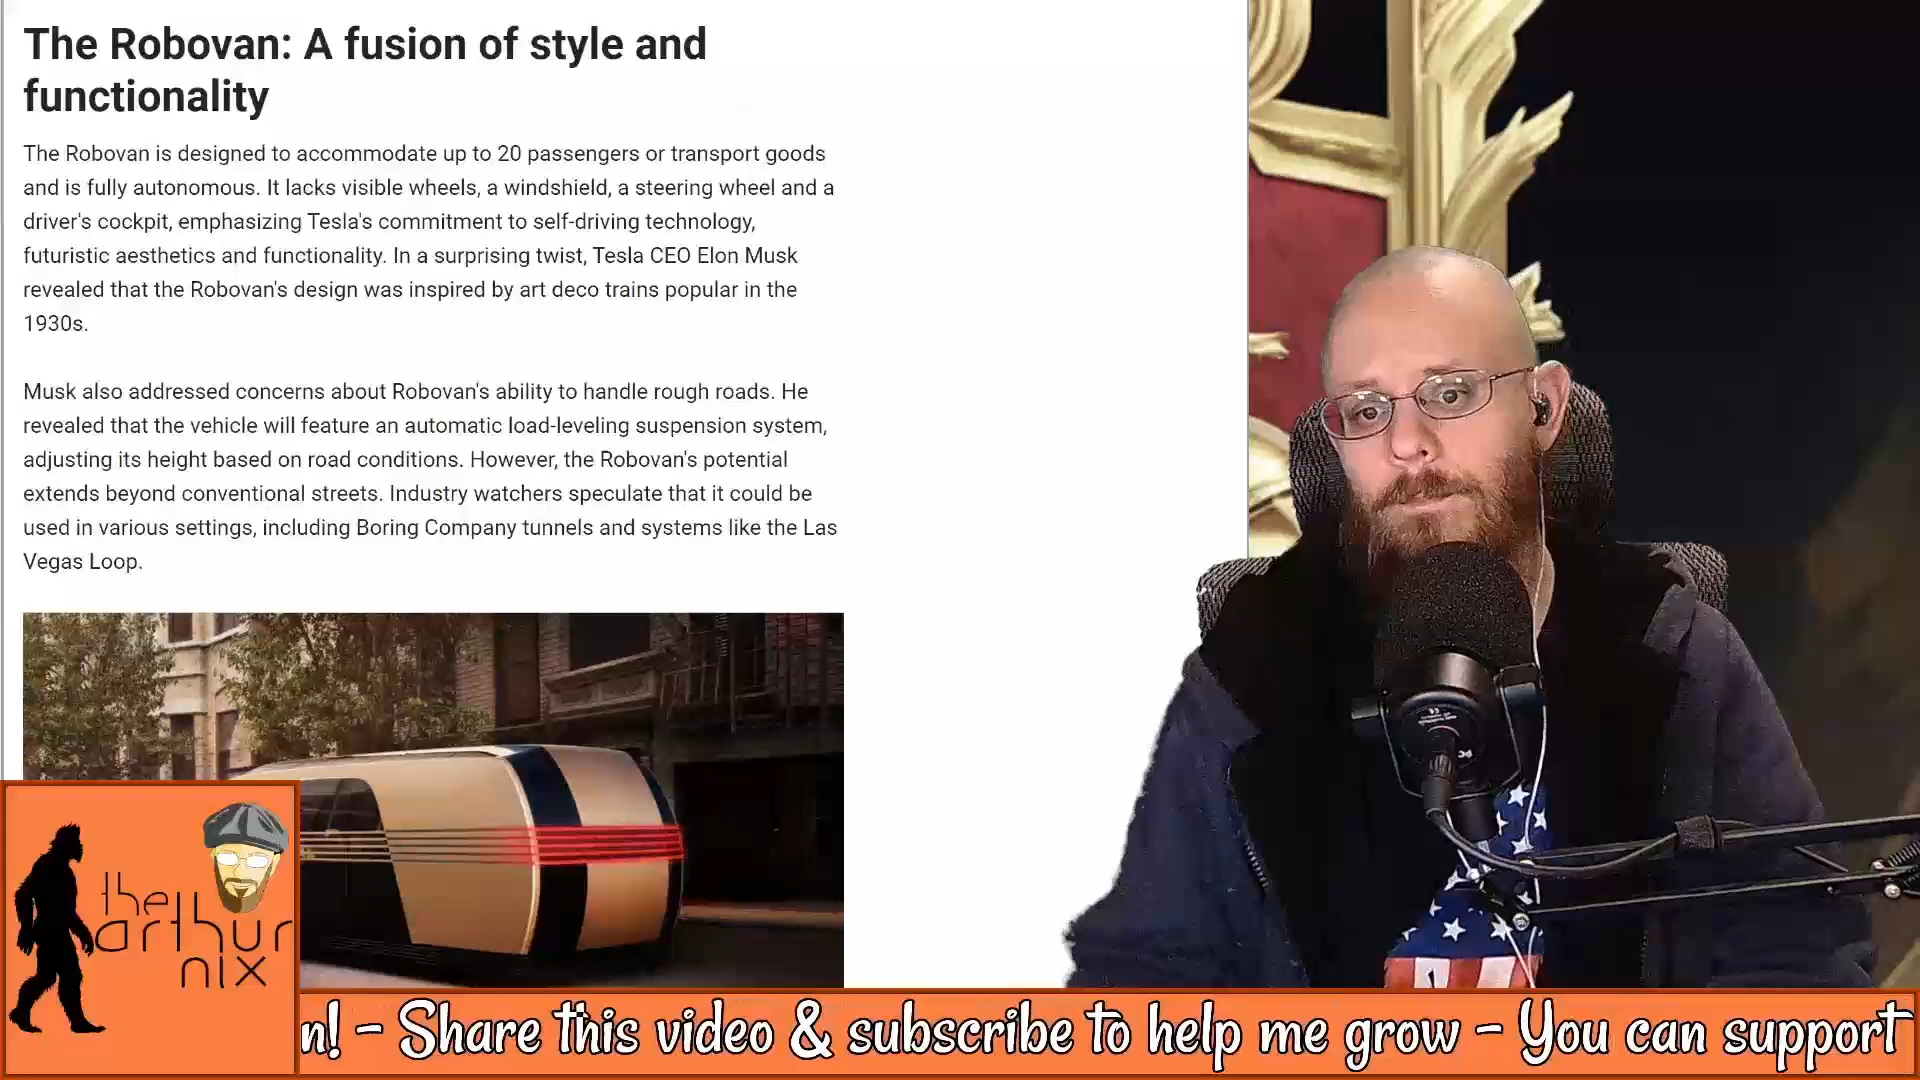 The Robovan: A fusion of style and
functionality
The Robovan is designed to accommodate up to 20 passengers or transport goods
and is fully autonomous. It lacks visible wheels, a windshield, a steering wheel and a
driver's cockpit, emphasizing Tesla's commitment to self-driving technology,
futuristic aesthetics and functionality. In a surprising twist, Tesla CEO Elon Musk
revealed that the Robovan's design was inspired by art deco trains popular in the
1930s.
Musk also addressed concerns about Robovan's ability to handle rough roads. He
revealed that the vehicle will feature an automatic load-leveling suspension system,
adjusting its height based on road conditions. However, the Robovan's potential
extends beyond conventional streets. Industry watchers speculate that it could be
used in various settings, including Boring Company tunnels and systems like the Las
Vegas Loop.
the
arthur
nix
n! - Share this video & subscribe to help me grow - You can support